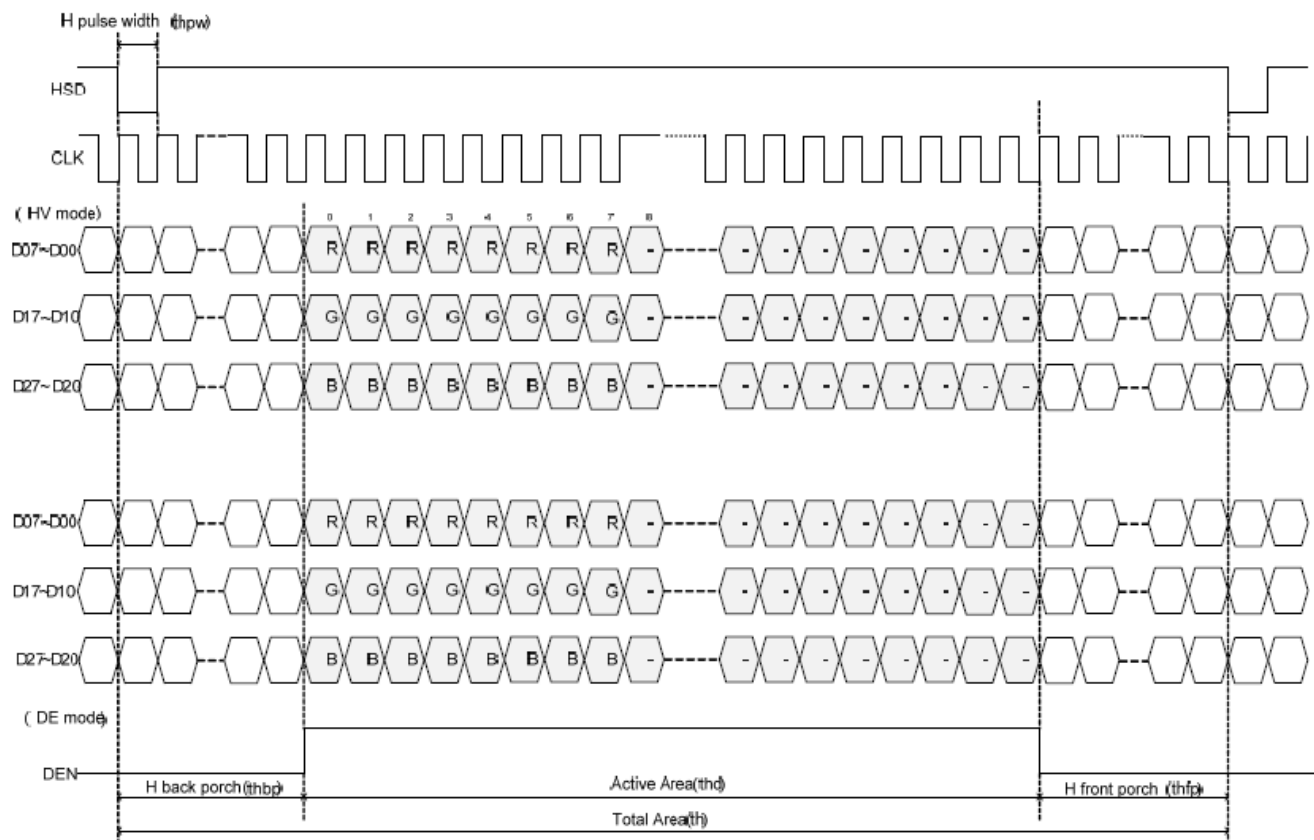 H pulse width (thpw)
HSD
CLK
( HV mode)
0 1 2 3 4 5 6 7 8
D07~D00 R R R R R R R R - - - - - - - - -
D17~D10 G G G G G G G G - - - - - - - - -
D27~D20 B B B B B B B B - - - - - - - - -
D07~D00 R R R R R R R R - - - - - - - - -
D17~D10 G G G G G G G G - - - - - - - - -
D27~D20 B B B B B B B B - - - - - - - - -
( DE mode)
DEN
H back porch(thbp) Active Area(thd) H front porch (thfp)
Total Area(th)